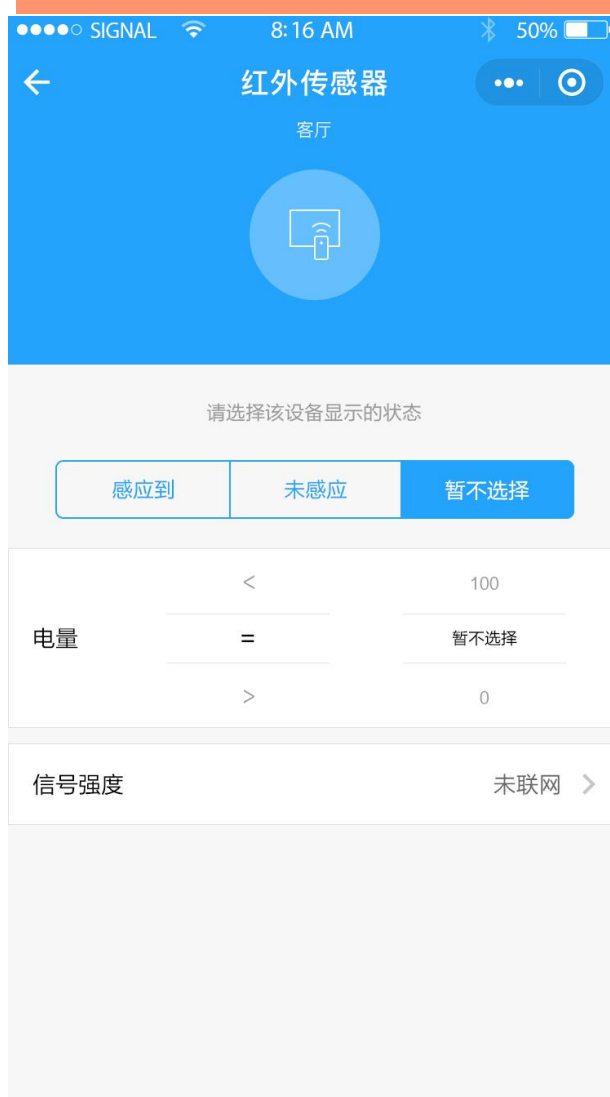 SIGNAL 8:16 AM 50%
红外传感器
客厅
请选择该设备显示的状态
感应到 未感应 暂不选择
< 100
电量 = 暂不选择
> 0
信号强度 未联网 >